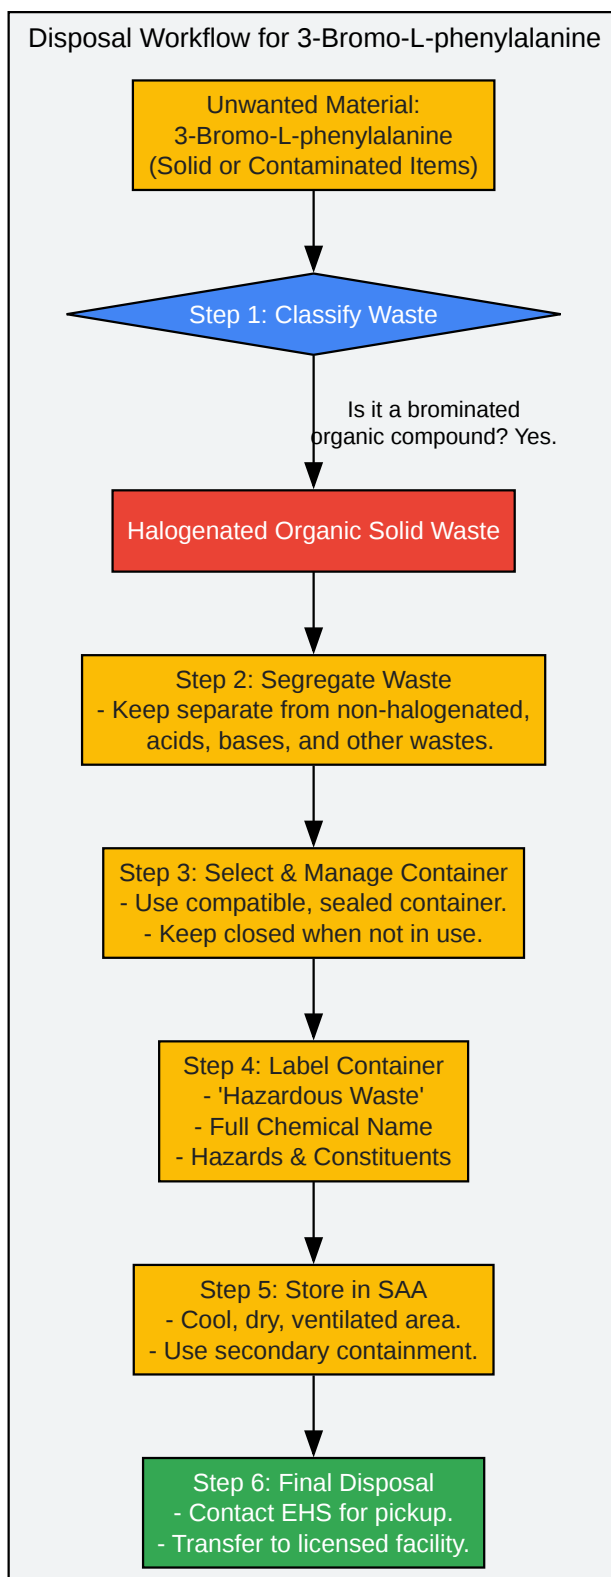 Disposal Workflow for 3-Bromo-L-phenylalanine
Unwanted Material:
3-Bromo-L-phenylalanine
(Solid or Contaminated Items)
Step 1: Classify Waste
Is it a brominated
organic compound? Yes.
Halogenated Organic Solid Waste
Step 2: Segregate Waste
- Keep separate from non-halogenated,
acids, bases, and other wastes.
Step 3: Select & Manage Container
- Use compatible, sealed container.
- Keep closed when not in use.
Step 4: Label Container
- 'Hazardous Waste'
- Full Chemical Name
- Hazards & Constituents
Step 5: Store in SAA
- Cool, dry, ventilated area.
- Use secondary containment.
Step 6: Final Disposal
- Contact EHS for pickup.
- Transfer to licensed facility.